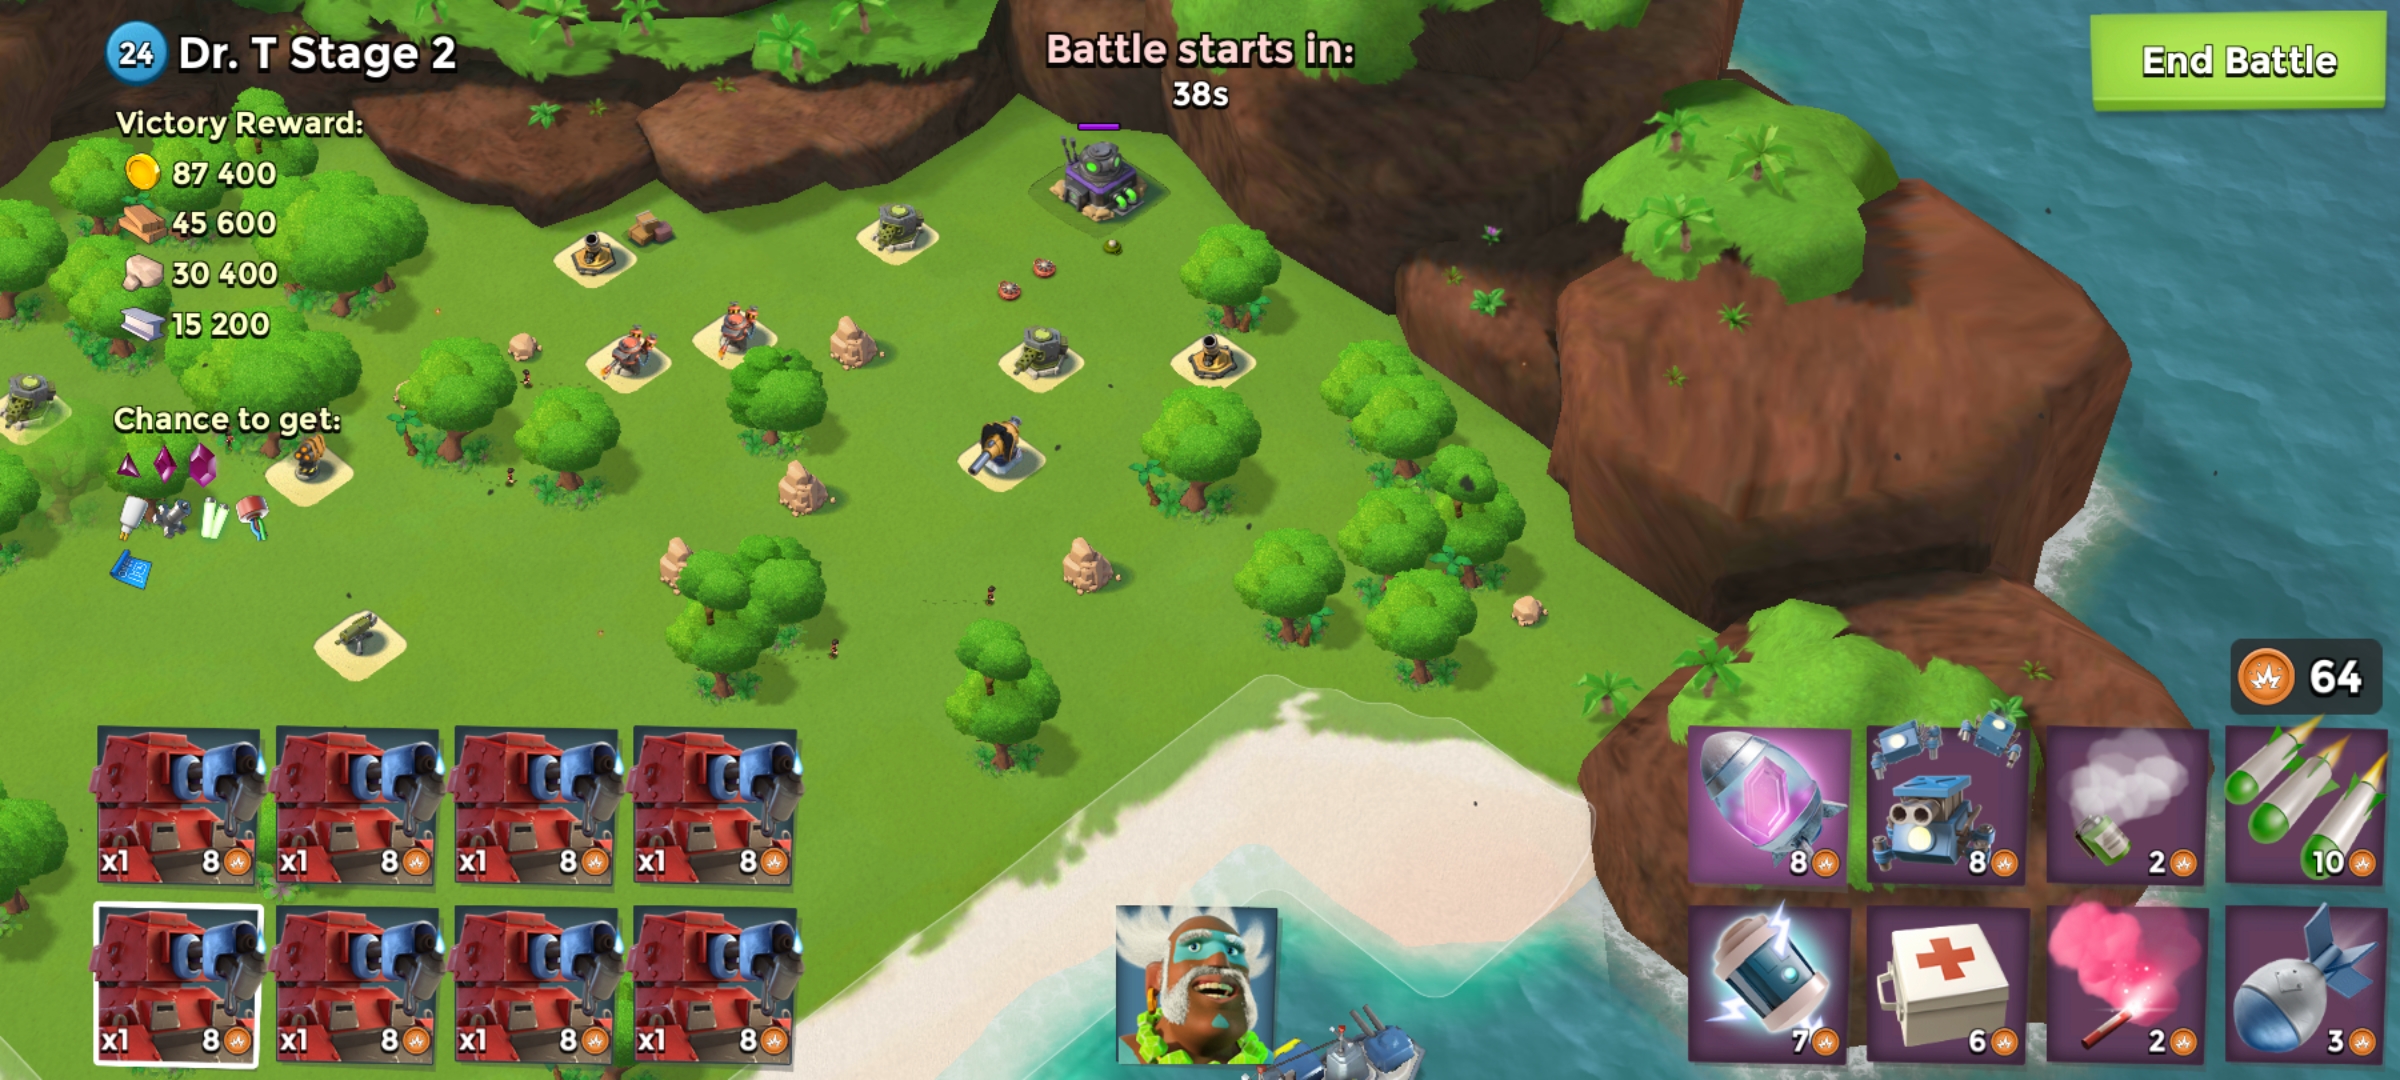 24 Dr. T Stage 2
Battle starts in:
38s
End Battle
Victory Reward:
87 400
45 600
30 400
15 200
Chance to get:
64
x1 8
x1 8
x1 8
x1 8
8
8
2
10
x1 8
x1 8
x1 8
x1 8
7
6
2
3